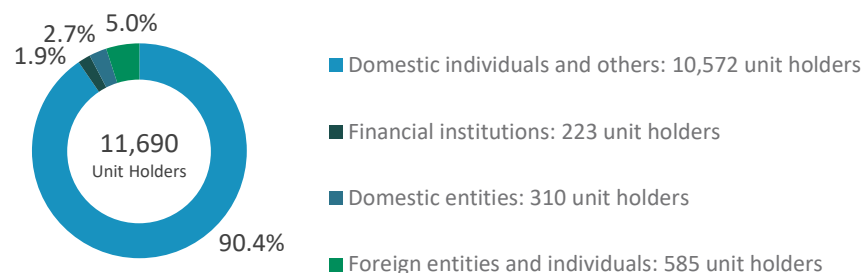 5.0%
2.7%
1.9%
11,690
Unit Holders
90.4%
Domestic individuals and others: 10,572 unit holders
Financial institutions: 223 unit holders
Domestic entities: 310 unit holders
Foreign entities and individuals: 585 unit holders